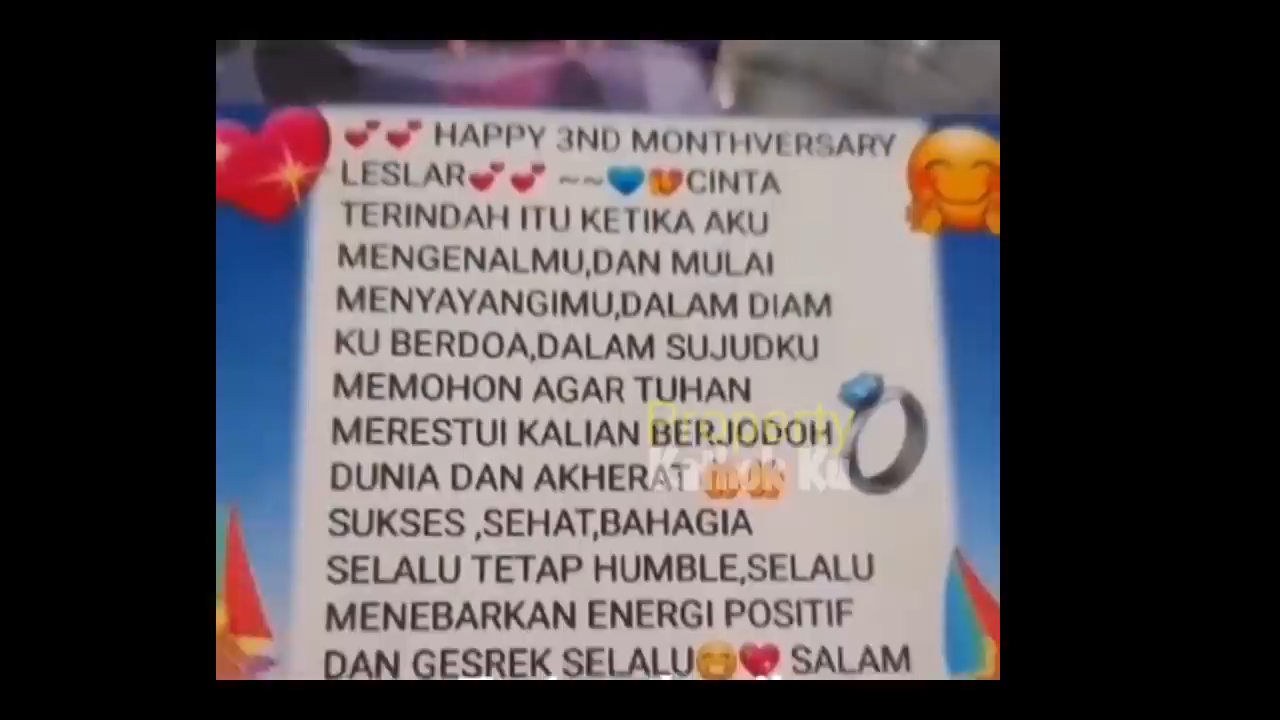 💕💕 HAPPY 3ND MONTHVERSARY
LESLAR💕💕 ~~💙🧡CINTA
TERINDAH ITU KETIKA AKU
MENGENALMU,DAN MULAI
MENYAYANGIMU,DALAM DIAM
KU BERDOA,DALAM SUJUDKU
MEMOHON AGAR TUHAN
MERESTUI KALIAN BERJODOH
DUNIA DAN AKHERAT
SUKSES ,SEHAT,BAHAGIA
SELALU TETAP HUMBLE,SELALU
MENEBARKAN ENERGI POSITIF
DAN GESREK SELALU😁💖 SALAM
Property
Ku